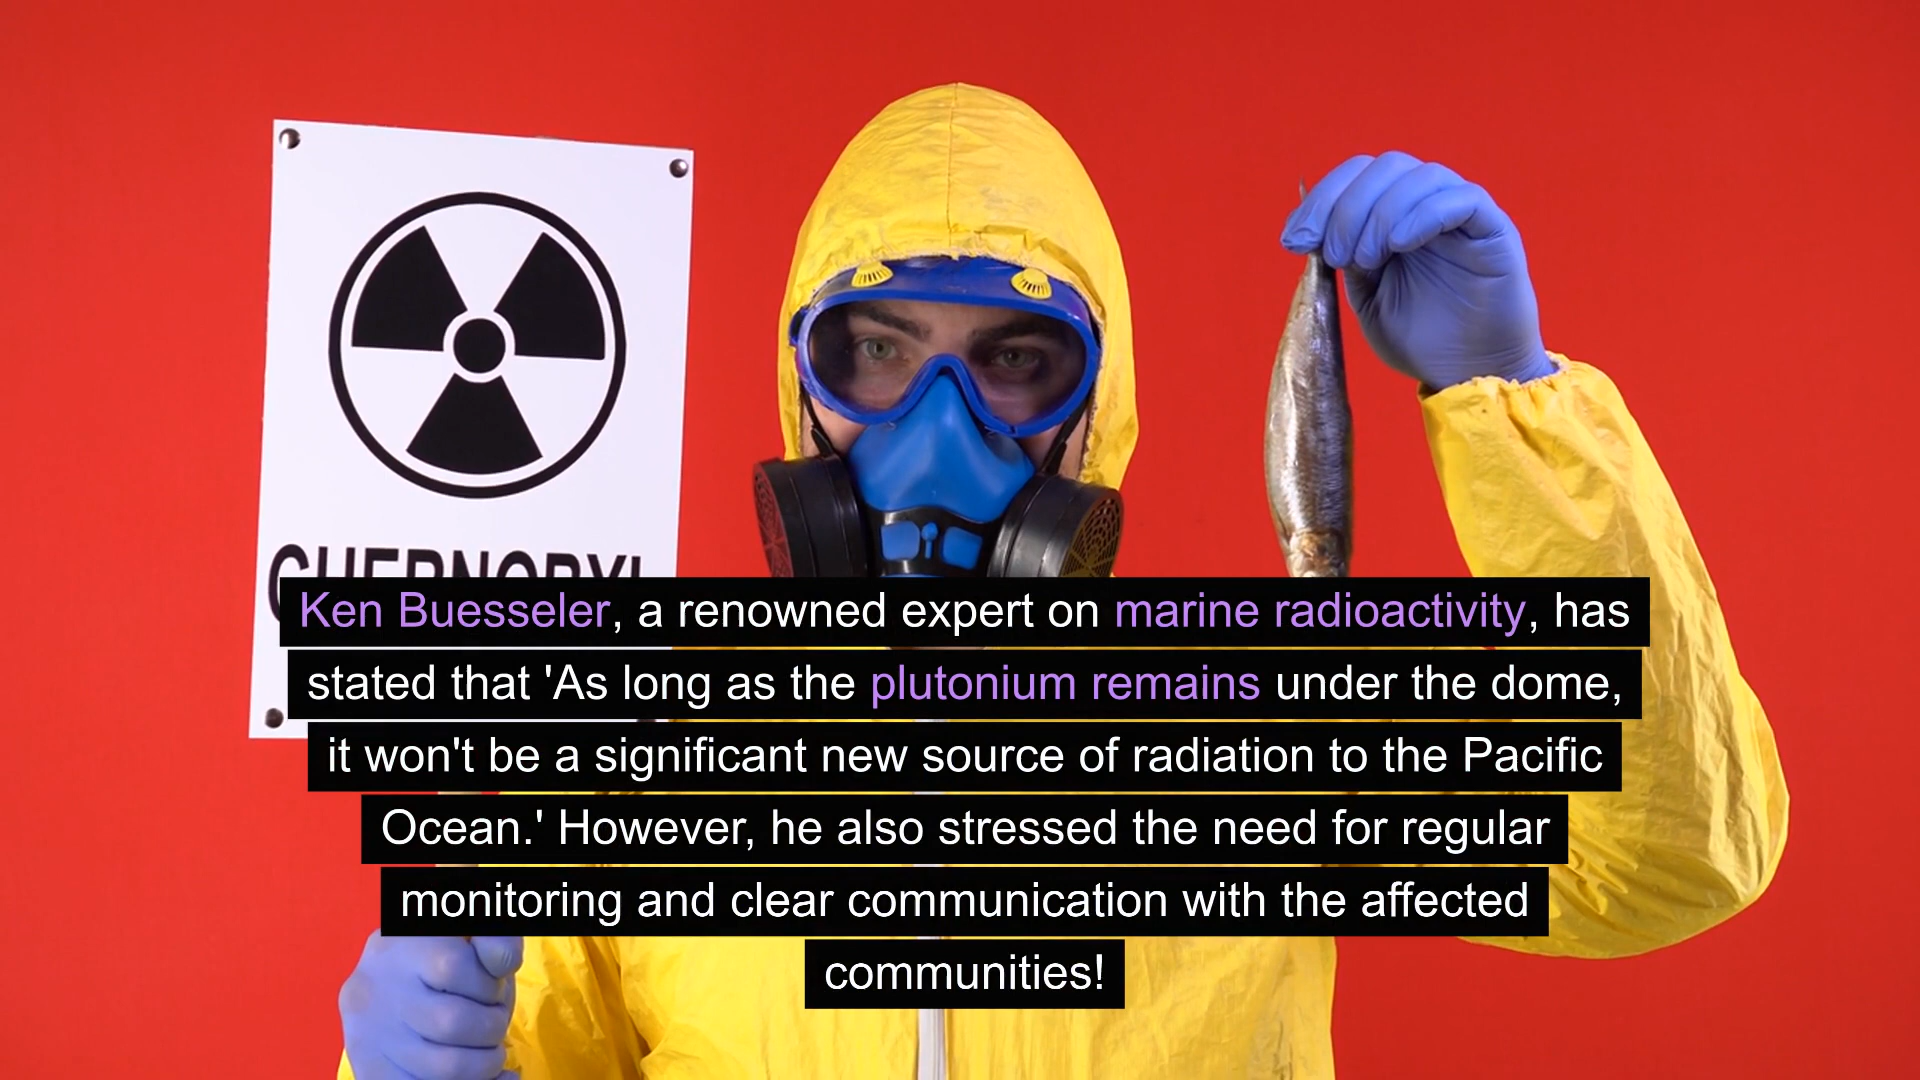 CHERNOBYL
Ken Buesseler, a renowned expert on marine radioactivity, has
stated that 'As long as the plutonium remains under the dome,
it won't be a significant new source of radiation to the Pacific
Ocean.' However, he also stressed the need for regular
monitoring and clear communication with the affected
communities!